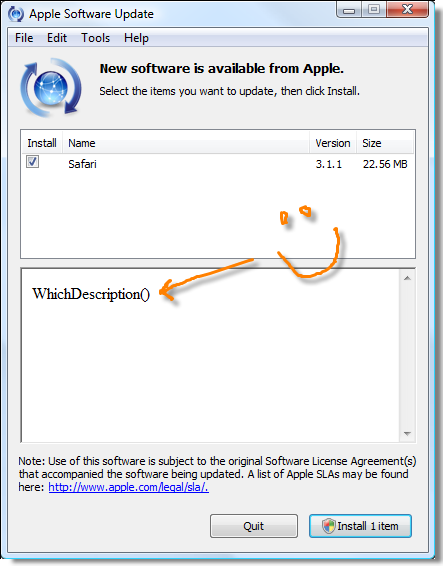 Apple Software Update
File Edit Tools Help
New software is available from Apple.
Select the items you want to update, then click Install.
Install Name Version Size
Safari 3.1.1 22.56 MB
WhichDescription()
Note: Use of this software is subject to the original Software License Agreement(s)
that accompanied the software being updated. A list of Apple SLAs may be found
here: http://www.apple.com/legal/sla/.
Quit Install 1 item